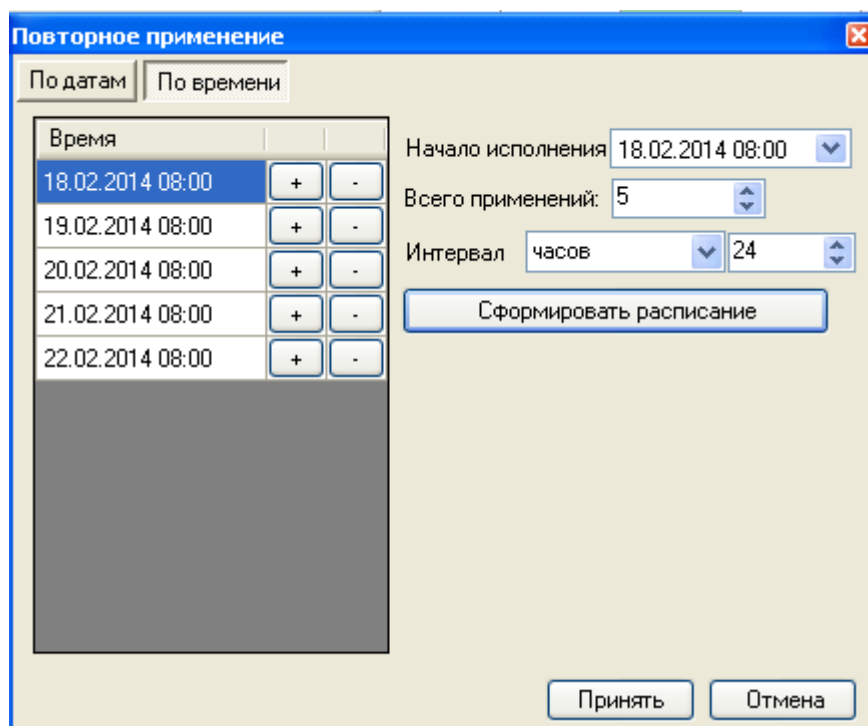 Повторное применение
По датам По времени
Время
18.02.2014 08:00 + -
19.02.2014 08:00 + -
20.02.2014 08:00 + -
21.02.2014 08:00 + -
22.02.2014 08:00 + -
Начало исполнения 18.02.2014 08:00
Всего применений: 5
Интервал часов 24
Сформировать расписание
Принять Отмена